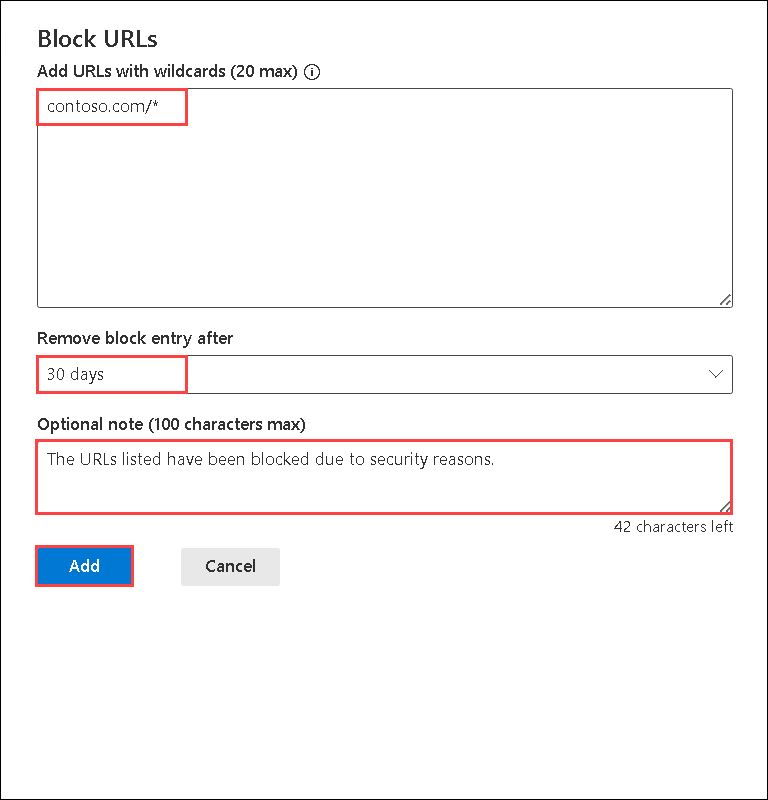 Block URLs
Add URLs with wildcards (20 max)
contoso.com/*
Remove block entry after
30 days
Optional note (100 characters max)
The URLs listed have been blocked due to security reasons.
42 characters left
Add
Cancel